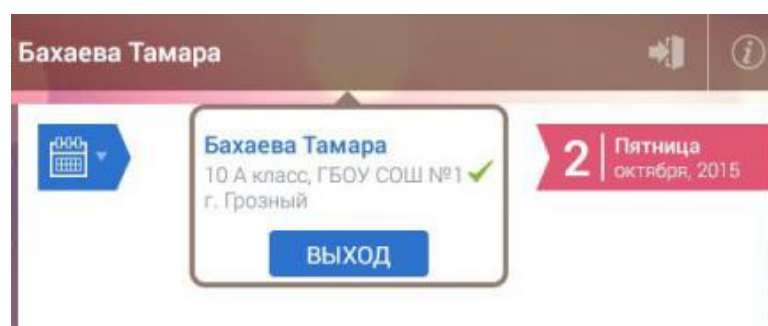 Бахаева Тамара
Бахаева Тамара
10 А класс, ГБОУ СОШ №1
г. Грозный
ВЫХОД
2
Пятница
октября, 2015